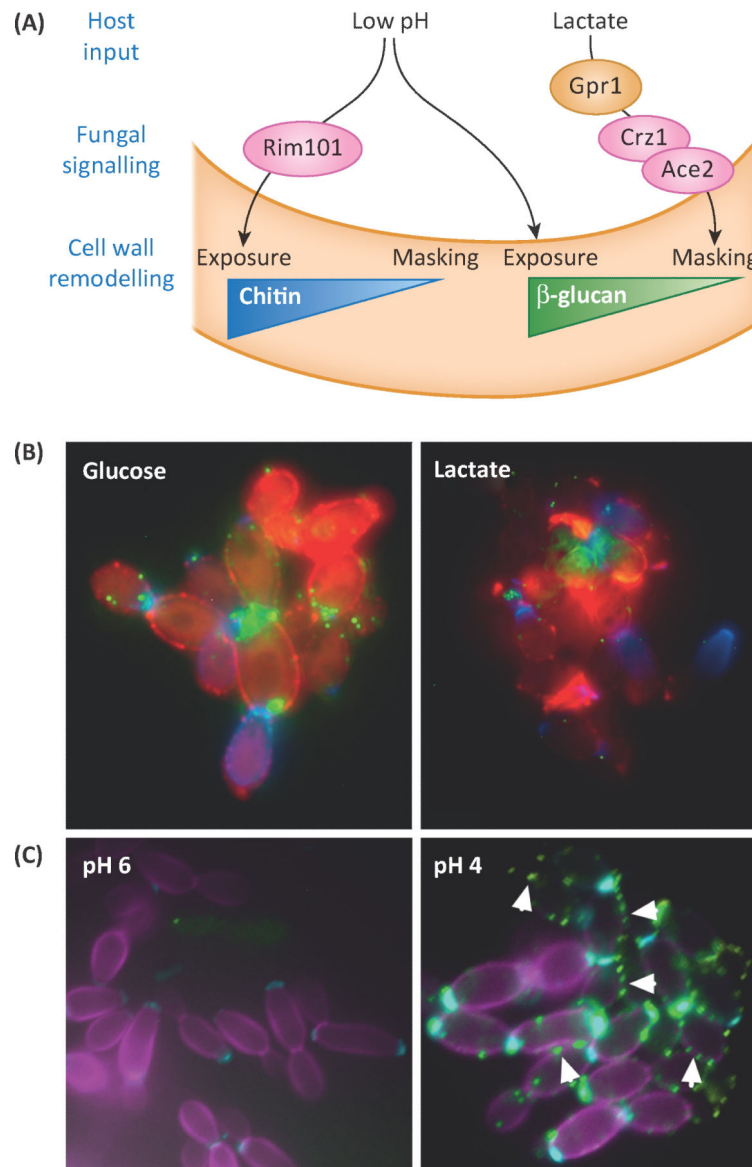 (A)
Host
input
Low pH
Lactate
Gpr1
Fungal
signalling
Rim101
Crz1
Ace2
Cell wall
remodelling
Exposure
Masking
Exposure
Masking
Chitin
β-glucan
(B)
Glucose
Lactate
(C)
pH 6
pH 4